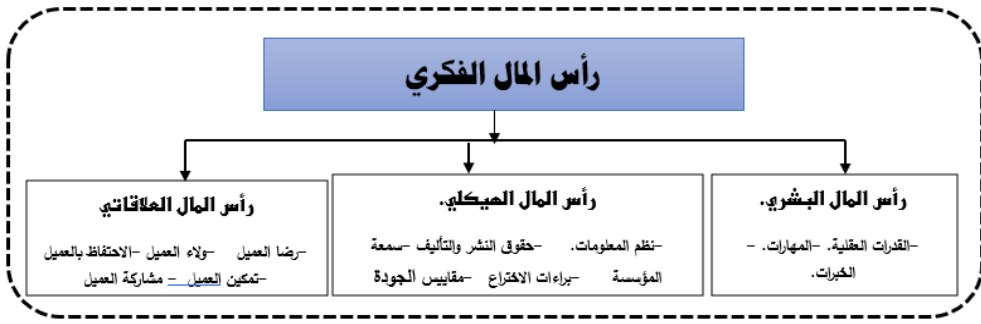 رأس المال الفكري
رأس المال البشري.
–القدرات العقلية. –المهارات. –
الخبرات.
رأس المال الهيكلي.
–نظم المعلومات. –حقوق النشر والتأليف –سمعة
المؤسسة –براءات الاختراع –مقاييس الجودة
رأس المال العلاقاتي
–رضا العميل –ولاء العميل –الاحتفاظ بالعميل
–تمكين العميل – مشاركة العميل